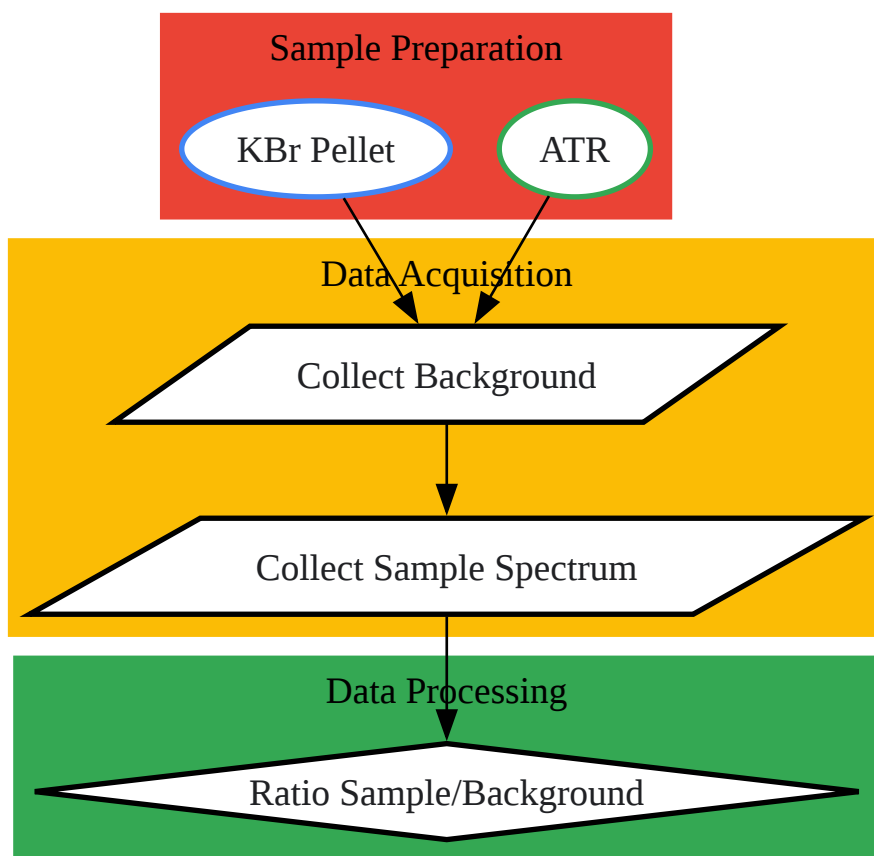 Sample Preparation
KBr Pellet
ATR
Data Acquisition
Collect Background
Collect Sample Spectrum
Data Processing
Ratio Sample/Background